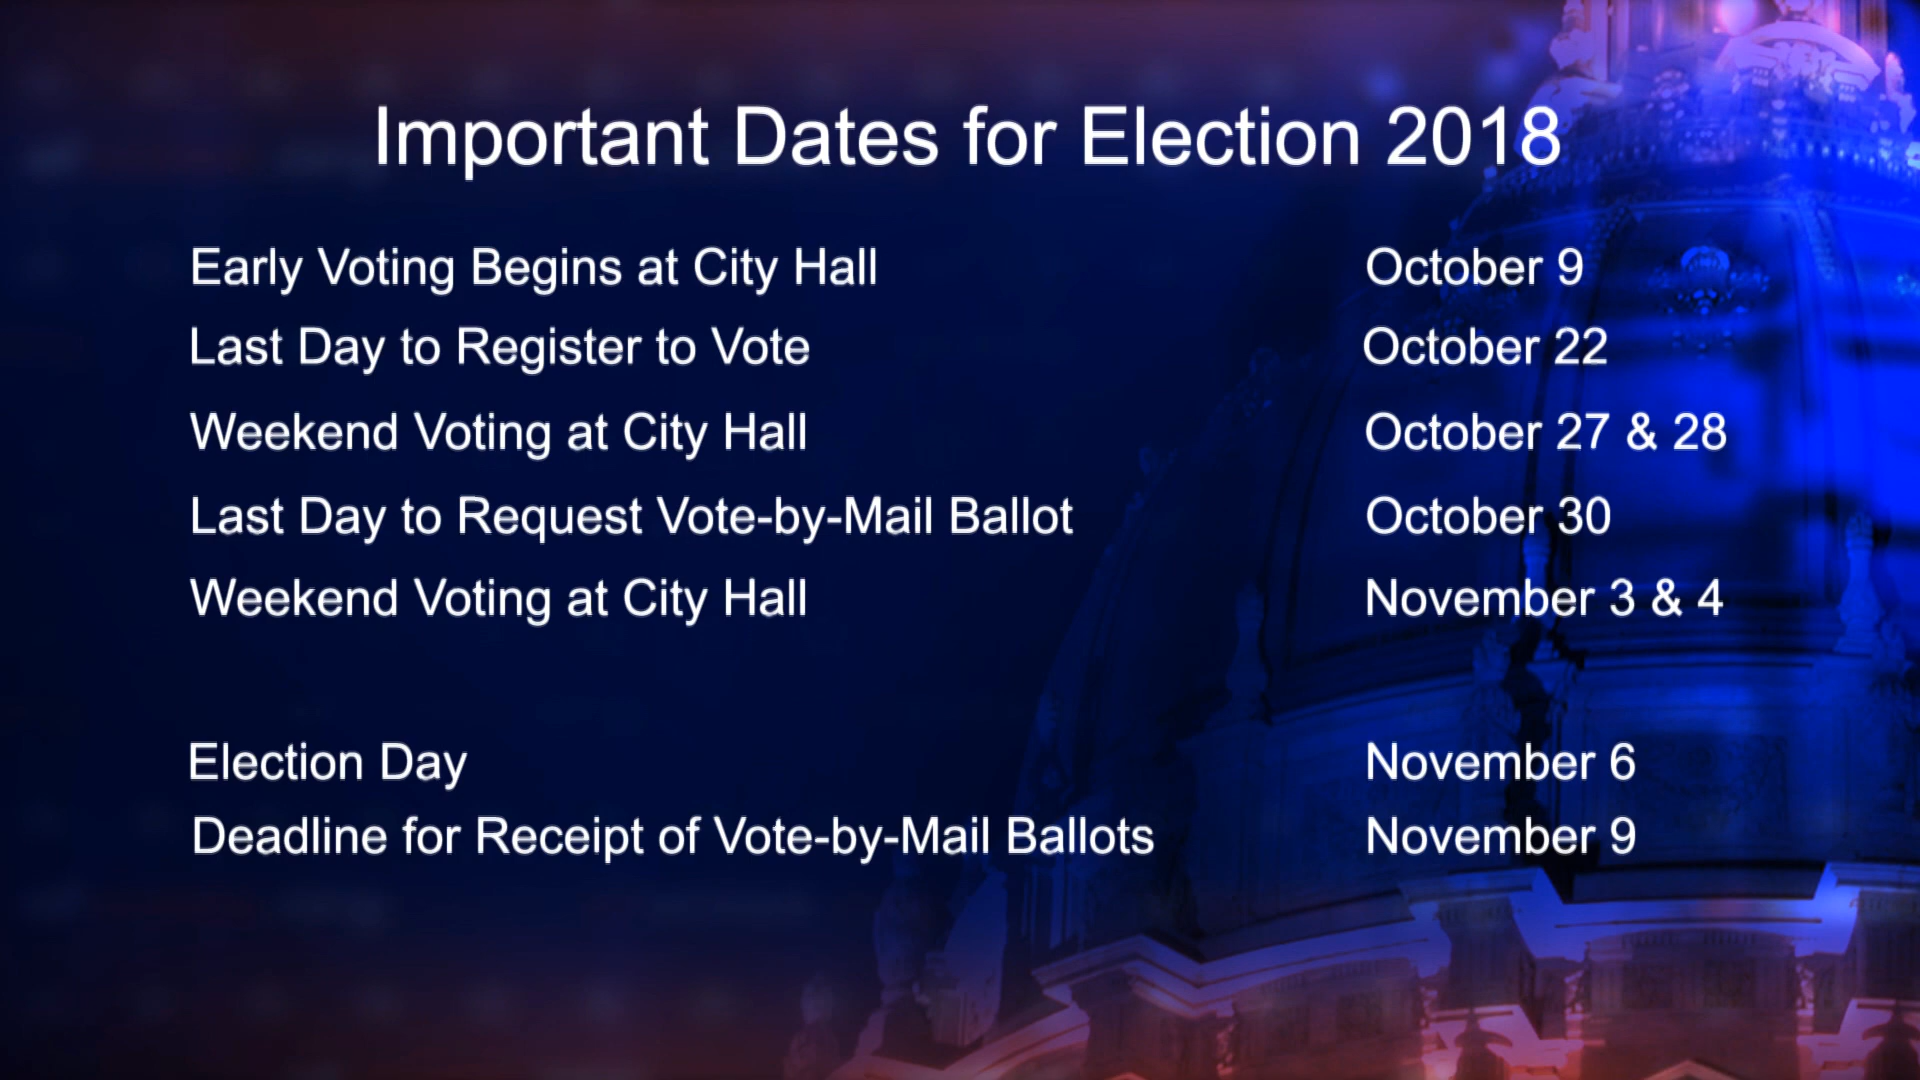 Important Dates for Election 2018
Early Voting Begins at City Hall October 9
Last Day to Register to Vote October 22
Weekend Voting at City Hall October 27 & 28
Last Day to Request Vote-by-Mail Ballot October 30
Weekend Voting at City Hall November 3 & 4
Election Day November 6
Deadline for Receipt of Vote-by-Mail Ballots November 9